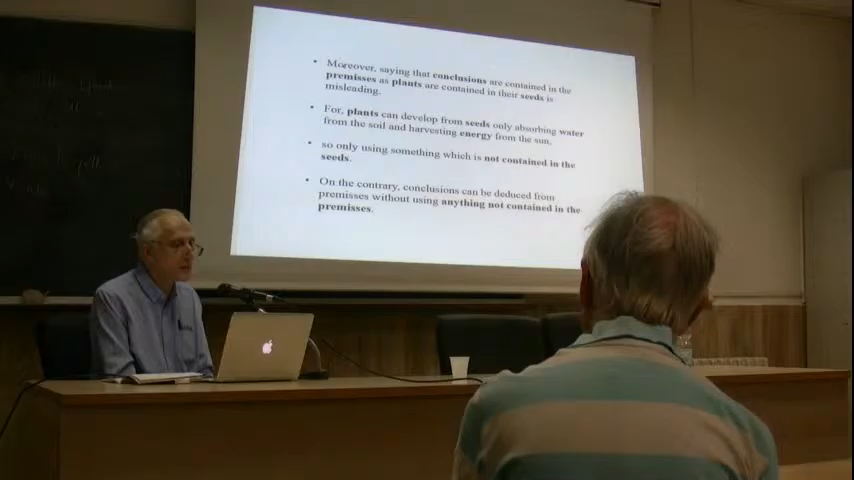 • Moreover, saying that conclusions are contained in the
premisses as plants are contained in their seeds is
misleading.
• For, plants can develop from seeds only absorbing water
from the soil and harvesting energy from the sun,
• so only using something which is not contained in the
seeds.
• On the contrary, conclusions can be deduced from
premisses without using anything not contained in the
premisses.